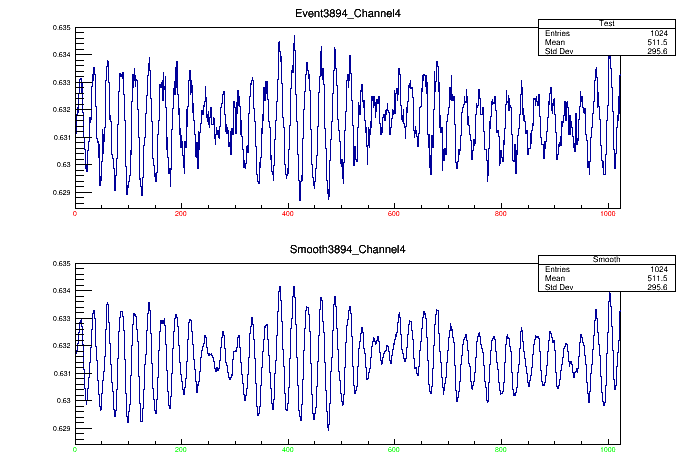 Event3894_Channel4
Test
Entries 1024
Mean 511.5
Std Dev 295.6
0.635
0.634
0.633
0.632
0.631
0.63
0.629
0 200 400 600 800 1000
Smooth3894_Channel4
Smooth
Entries 1024
Mean 511.5
Std Dev 295.6
0.635
0.634
0.633
0.632
0.631
0.63
0.629
0 200 400 600 800 1000